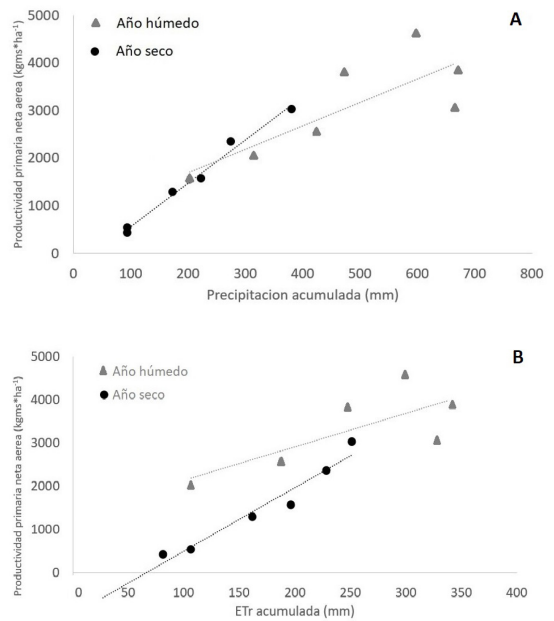 A
Productividad primaria neta aerea (kgms*ha⁻¹)
5000
4000
3000
2000
1000
0
Año húmedo
Año seco
0 100 200 300 400 500 600 700 800
Precipitacion acumulada (mm)
B
Productividad primaria neta aerea (kgms*ha⁻¹)
5000
4000
3000
2000
1000
0
Año húmedo
Año seco
0 50 100 150 200 250 300 350 400
ETr acumulada (mm)